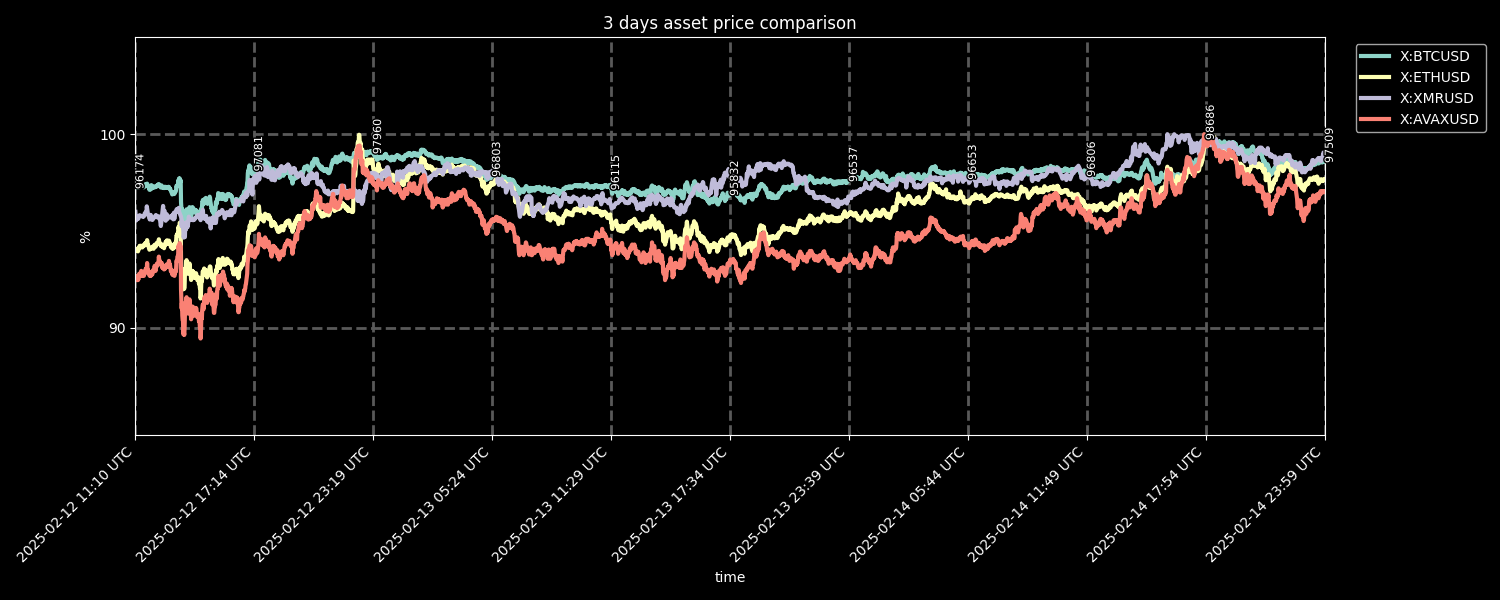 3 days asset price comparison
X:BTCUSD
X:ETHUSD
X:XMRUSD
X:AVAXUSD
100
90
%
96174
97081
97960
96803
96115
95832
96537
96653
96806
98686
97509
2025-02-12 11:10 UTC
2025-02-12 17:14 UTC
2025-02-12 23:19 UTC
2025-02-13 05:24 UTC
2025-02-13 11:29 UTC
2025-02-13 17:34 UTC
2025-02-13 23:39 UTC
2025-02-14 05:44 UTC
2025-02-14 11:49 UTC
2025-02-14 17:54 UTC
2025-02-14 23:59 UTC
time